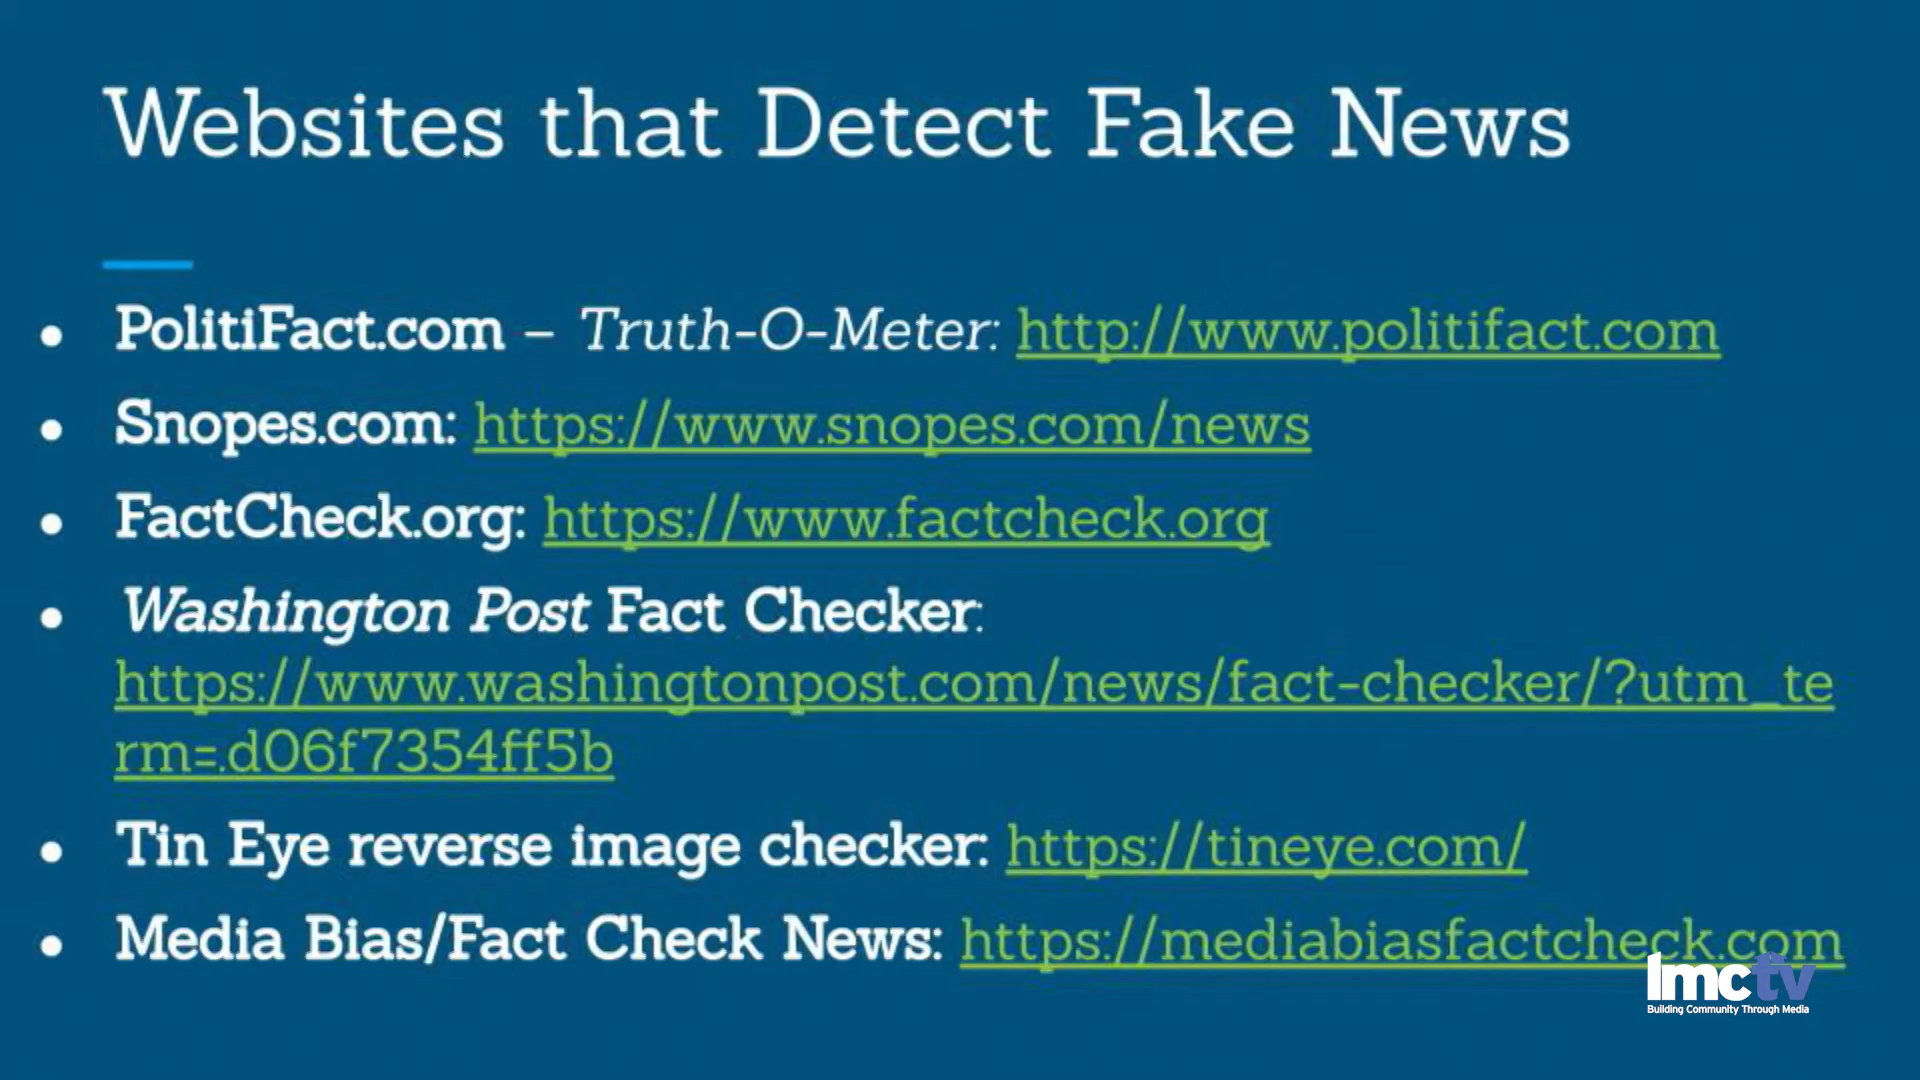 Websites that Detect Fake News
● PolitiFact.com – Truth-O-Meter: http://www.politifact.com
● Snopes.com: https://www.snopes.com/news
● FactCheck.org: https://www.factcheck.org
● Washington Post Fact Checker:
https://www.washingtonpost.com/news/fact-checker/?utm_te
rm=.d06f7354ff5b
● Tin Eye reverse image checker: https://tineye.com/
● Media Bias/Fact Check News: https://mediabiasfactcheck.com
lmctv
Building Community Through Media